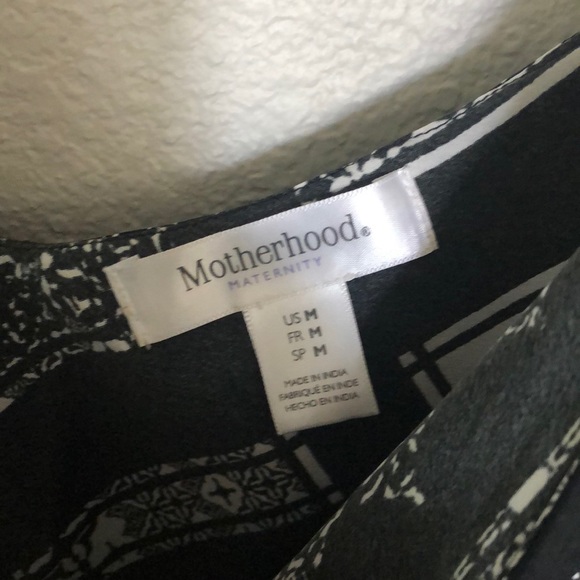 Motherhood®
MATERNITY
US M
FR M
SP M
MADE IN INDIA
FABRIQUÉ EN INDE
HECHO EN INDIA